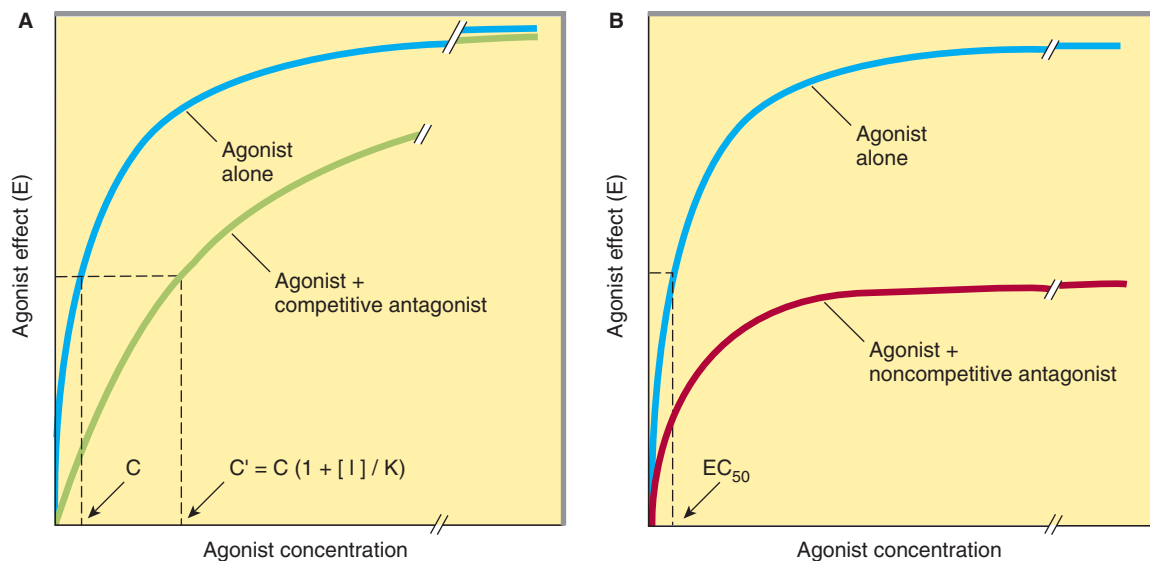 A
Agonist effect (E)
Agonist
alone
Agonist +
competitive antagonist
C
C' = C (1 + [ I ] / K)
Agonist concentration
B
Agonist effect (E)
Agonist
alone
Agonist +
noncompetitive antagonist
EC50
Agonist concentration